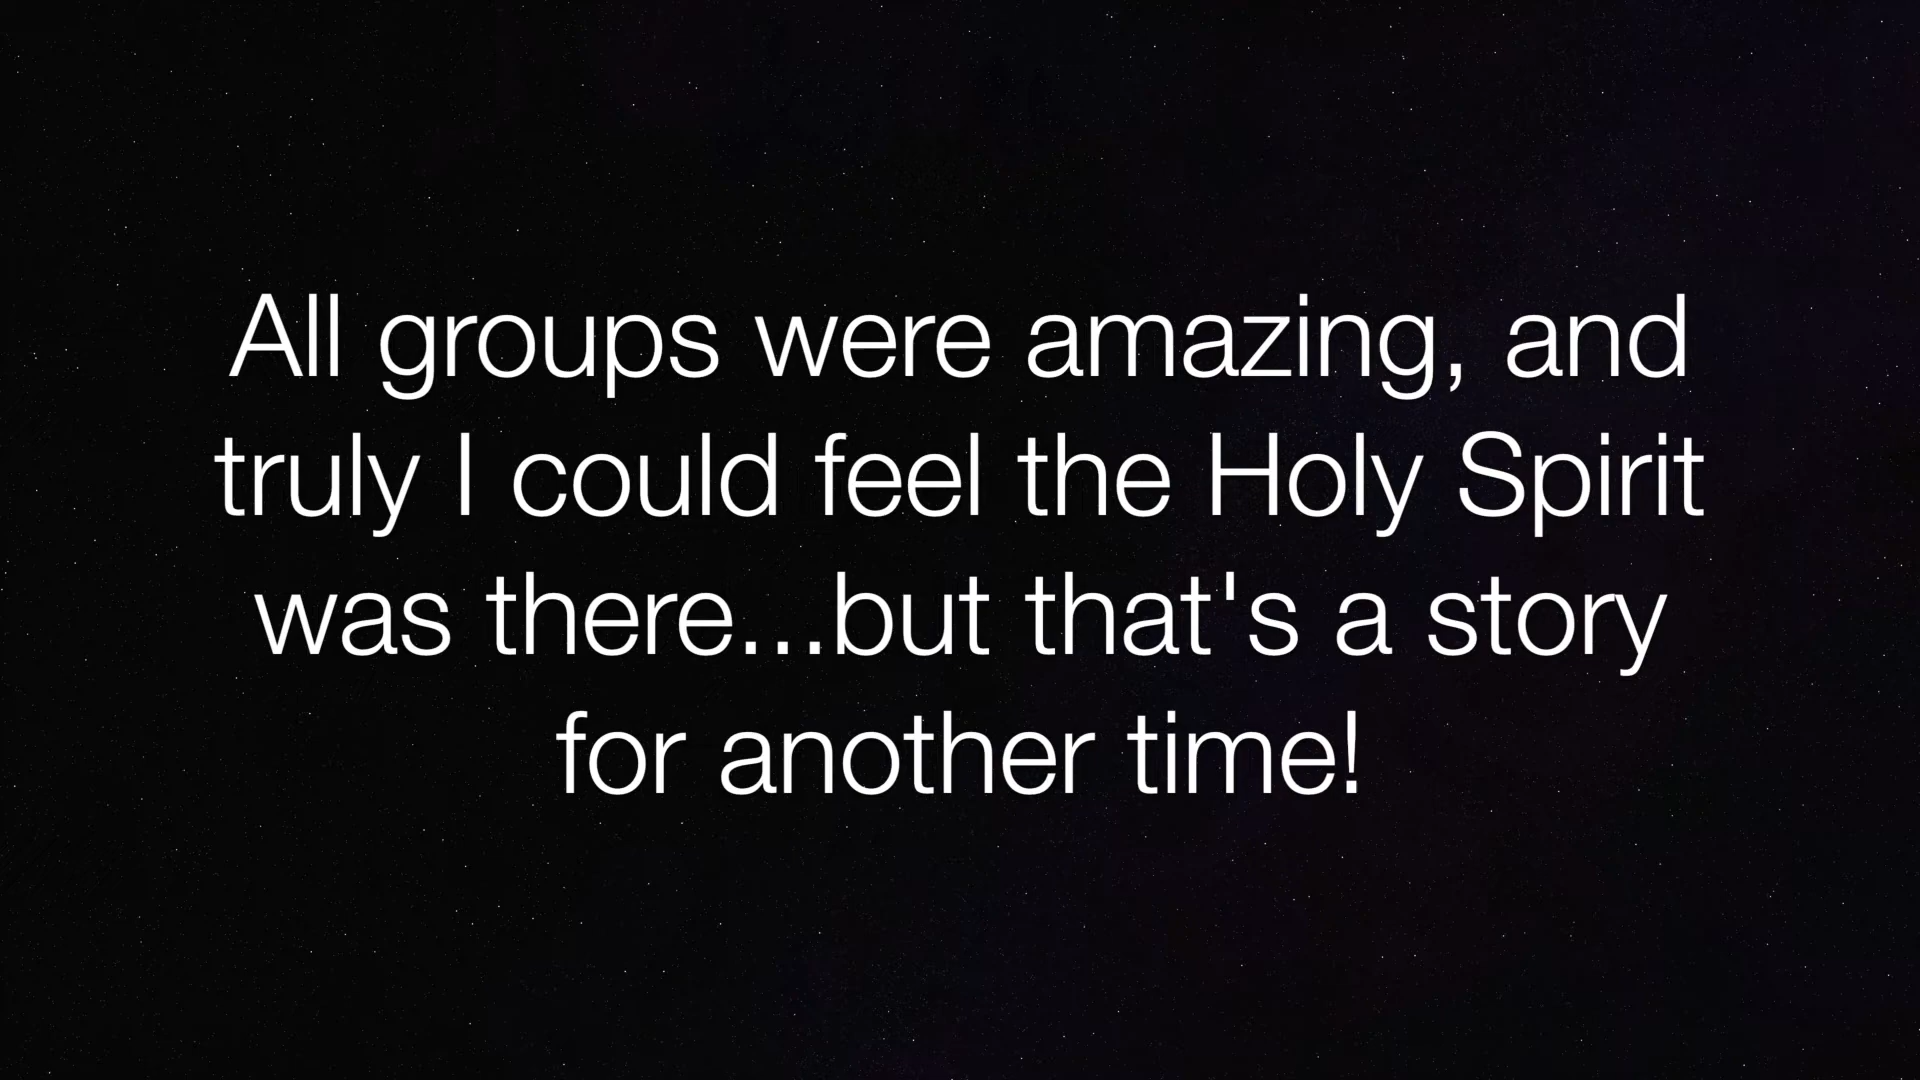 All groups were amazing, and
truly I could feel the Holy Spirit
was there...but that's a story
for another time!